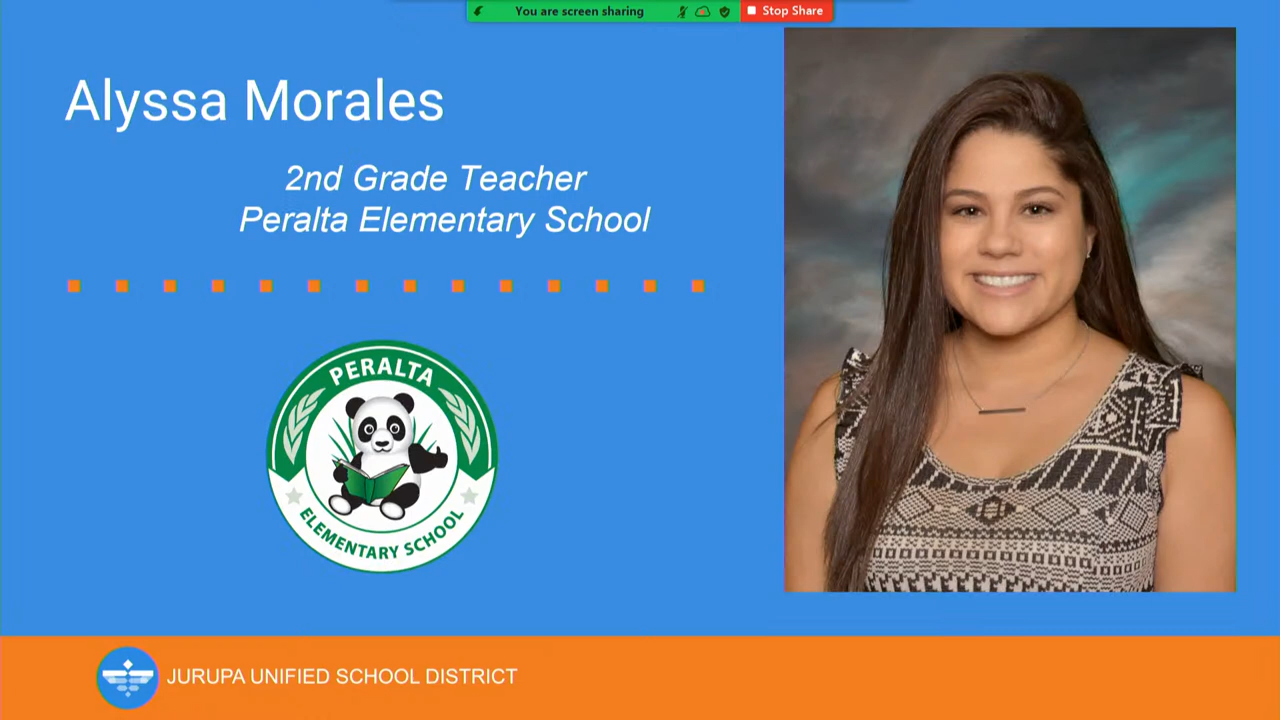 You are screen sharing
Stop Share
Alyssa Morales
2nd Grade Teacher
Peralta Elementary School
PERALTA
ELEMENTARY SCHOOL
JURUPA UNIFIED SCHOOL DISTRICT